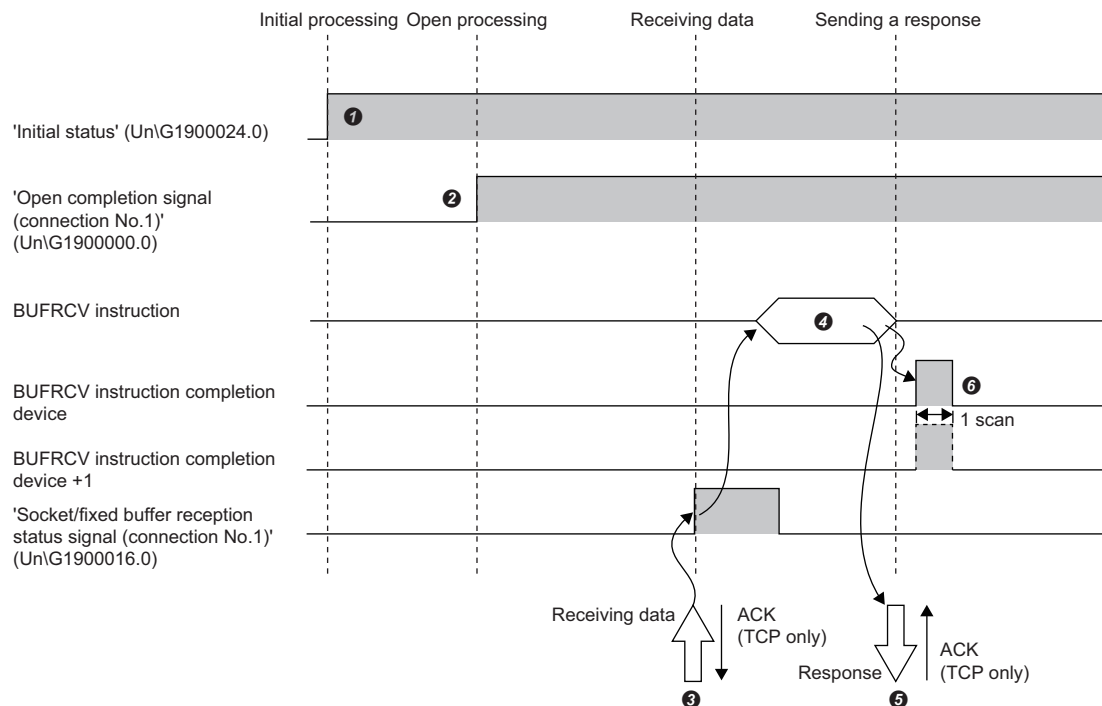 Initial processing Open processing Receiving data Sending a response
❶
'Initial status' (Un\G1900024.0)
❷
'Open completion signal
(connection No.1)'
(Un\G1900000.0)
BUFRCV instruction
❹
BUFRCV instruction completion
device
❻
1 scan
BUFRCV instruction completion
device +1
'Socket/fixed buffer reception
status signal (connection No.1)'
(Un\G1900016.0)
Receiving data
ACK
(TCP only)
❸
Response
ACK
(TCP only)
❺